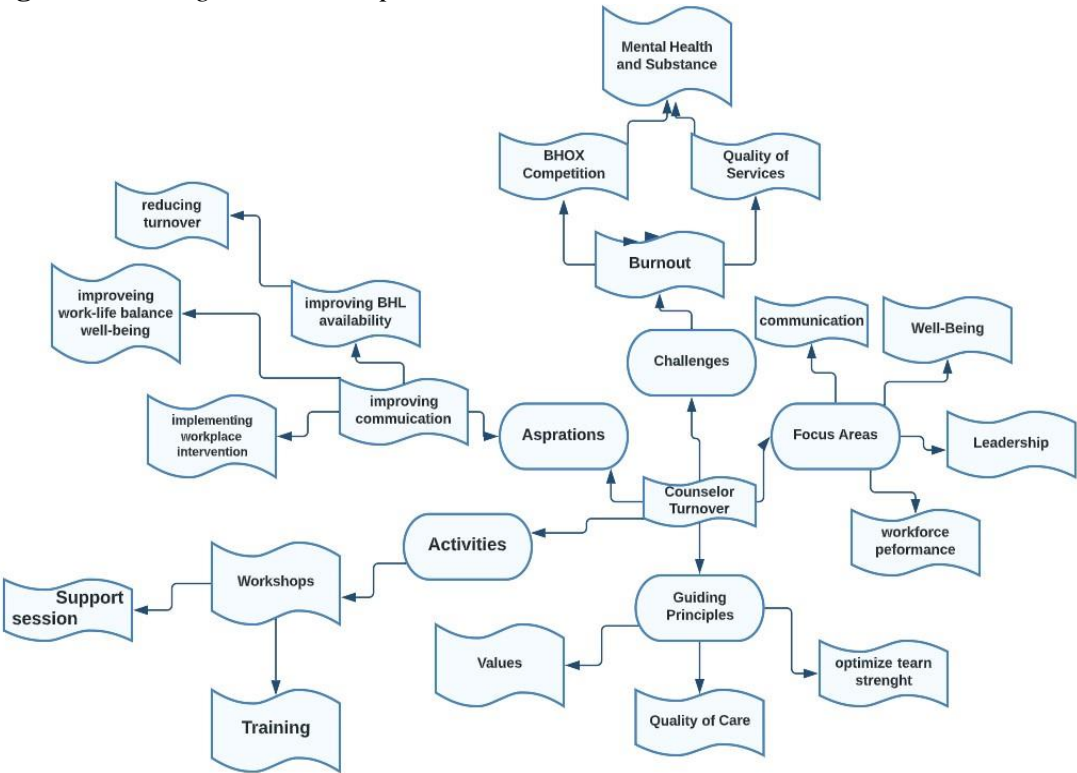 Mental Health
and Substance
BHOX
Competition
Quality of
Services
reducing
turnover
Burnout
improveing
work-life balance
well-being
improving BHL
availability
communication
Well-Being
Challenges
implementing
workplace
intervention
improving
commuication
Asprations
Focus Areas
Leadership
Counselor
Turnover
workforce
peformance
Activities
Workshops
Support
session
Guiding
Principles
Values
optimize tearn
strenght
Training
Quality of Care